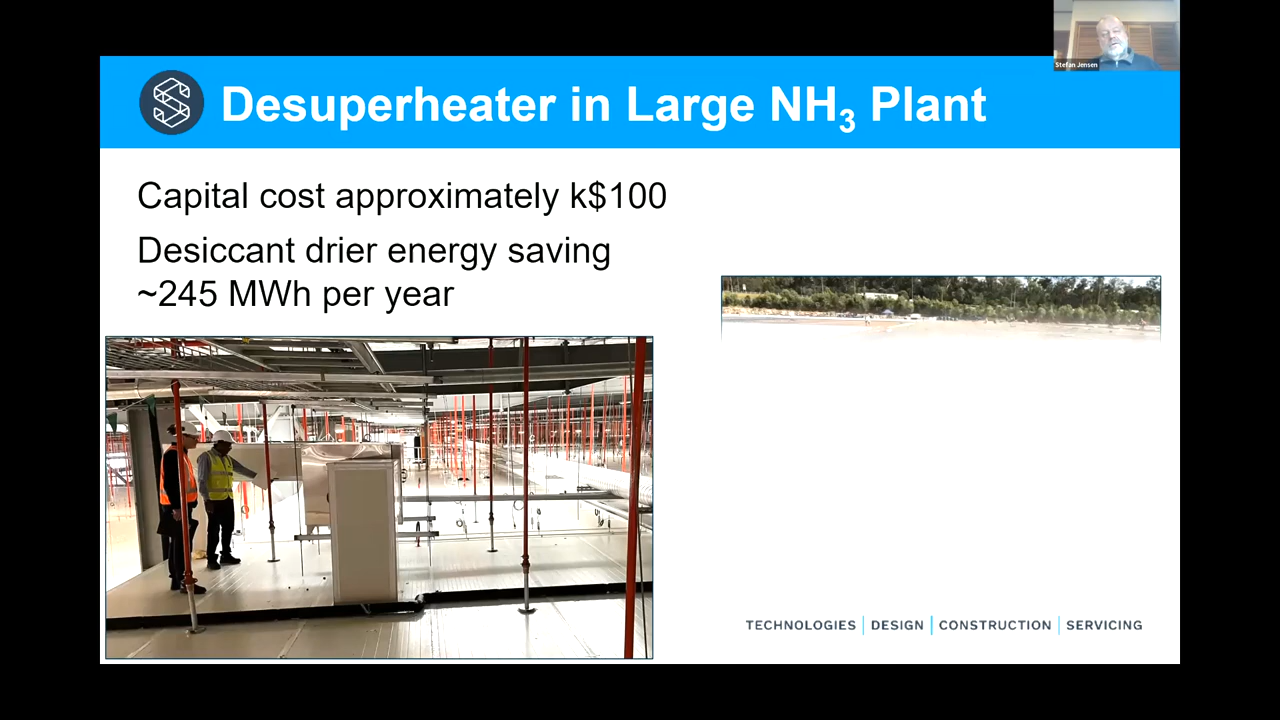 Stefan Jensen
Desuperheater in Large NH₃ Plant
Capital cost approximately k$100
Desiccant drier energy saving
~245 MWh per year
TECHNOLOGIES | DESIGN | CONSTRUCTION | SERVICING